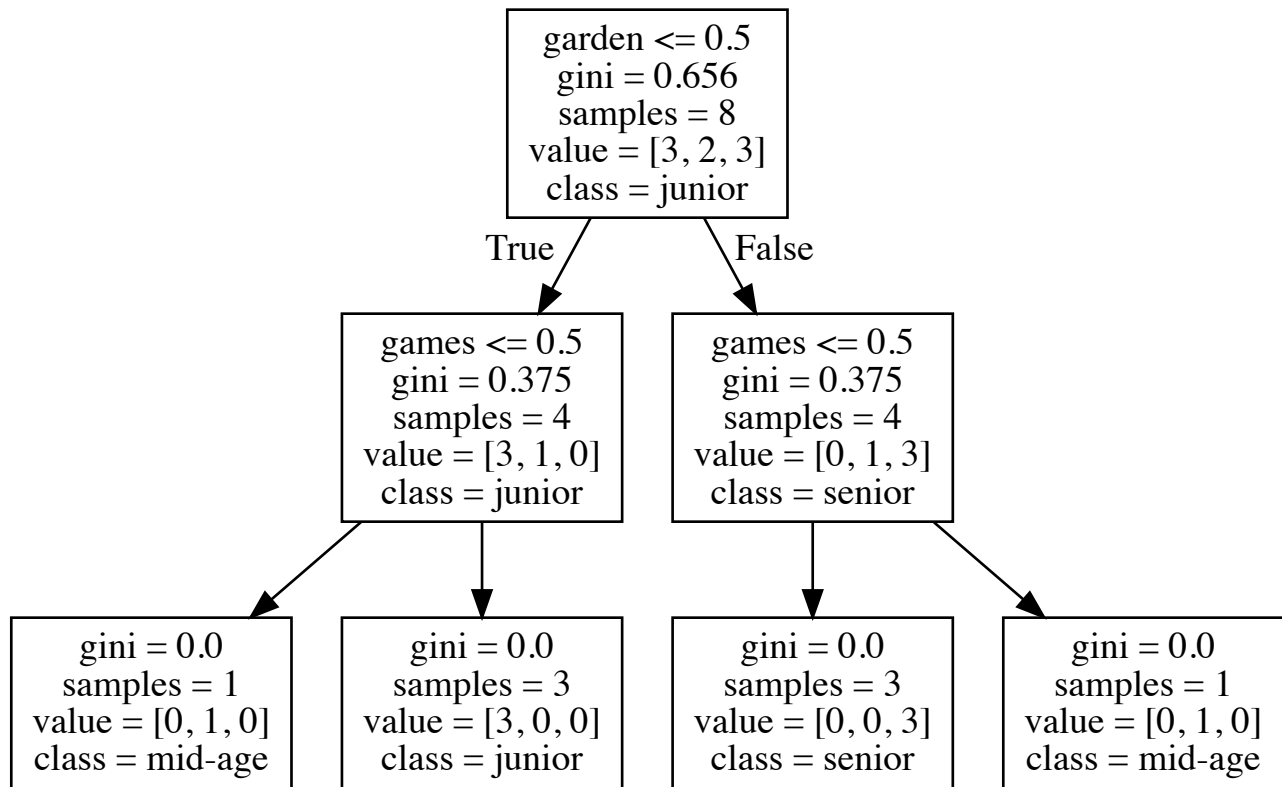 garden <= 0.5
gini = 0.656
samples = 8
value = [3, 2, 3]
class = junior
True
False
games <= 0.5
gini = 0.375
samples = 4
value = [3, 1, 0]
class = junior
games <= 0.5
gini = 0.375
samples = 4
value = [0, 1, 3]
class = senior
gini = 0.0
samples = 1
value = [0, 1, 0]
class = mid-age
gini = 0.0
samples = 3
value = [3, 0, 0]
class = junior
gini = 0.0
samples = 3
value = [0, 0, 3]
class = senior
gini = 0.0
samples = 1
value = [0, 1, 0]
class = mid-age